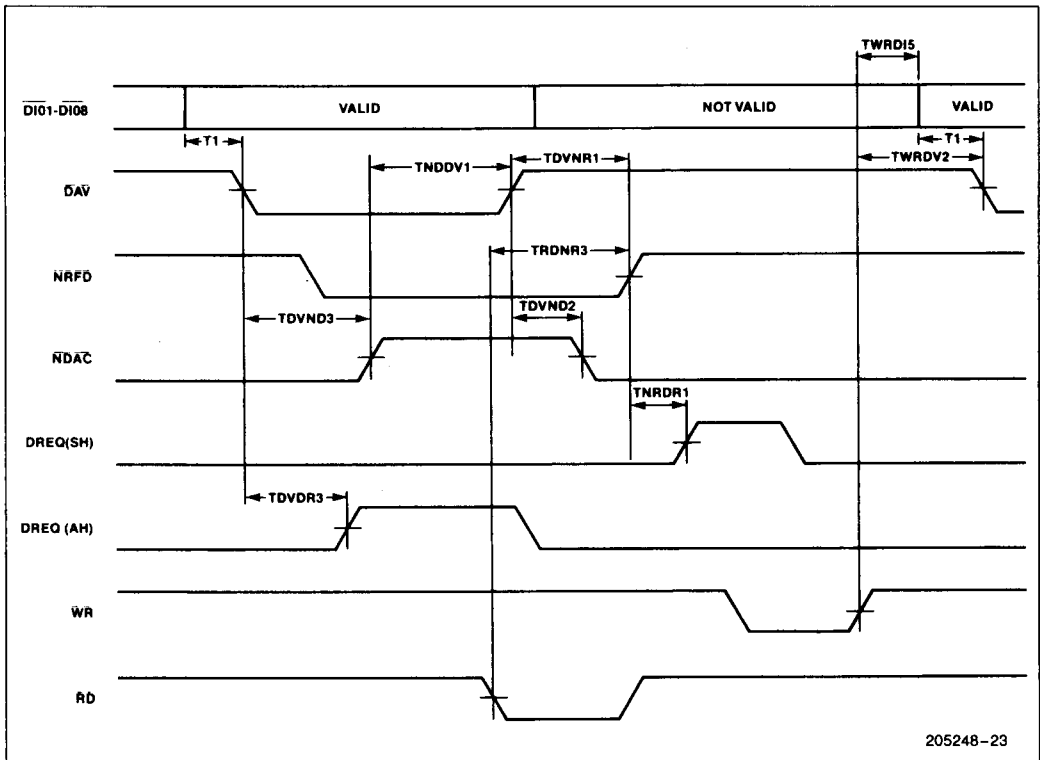 TWRDI5
DI01-DI08 VALID NOT VALID VALID
T1 T1
TNDDV1 TDVNR1 TWRDV2
DAV
TRDNR3
NRFD
TDVND3 TDVND2
NDAC
TNRDR1
DREQ(SH)
TDVDR3
DREQ (AH)
WR
RD
205248-23